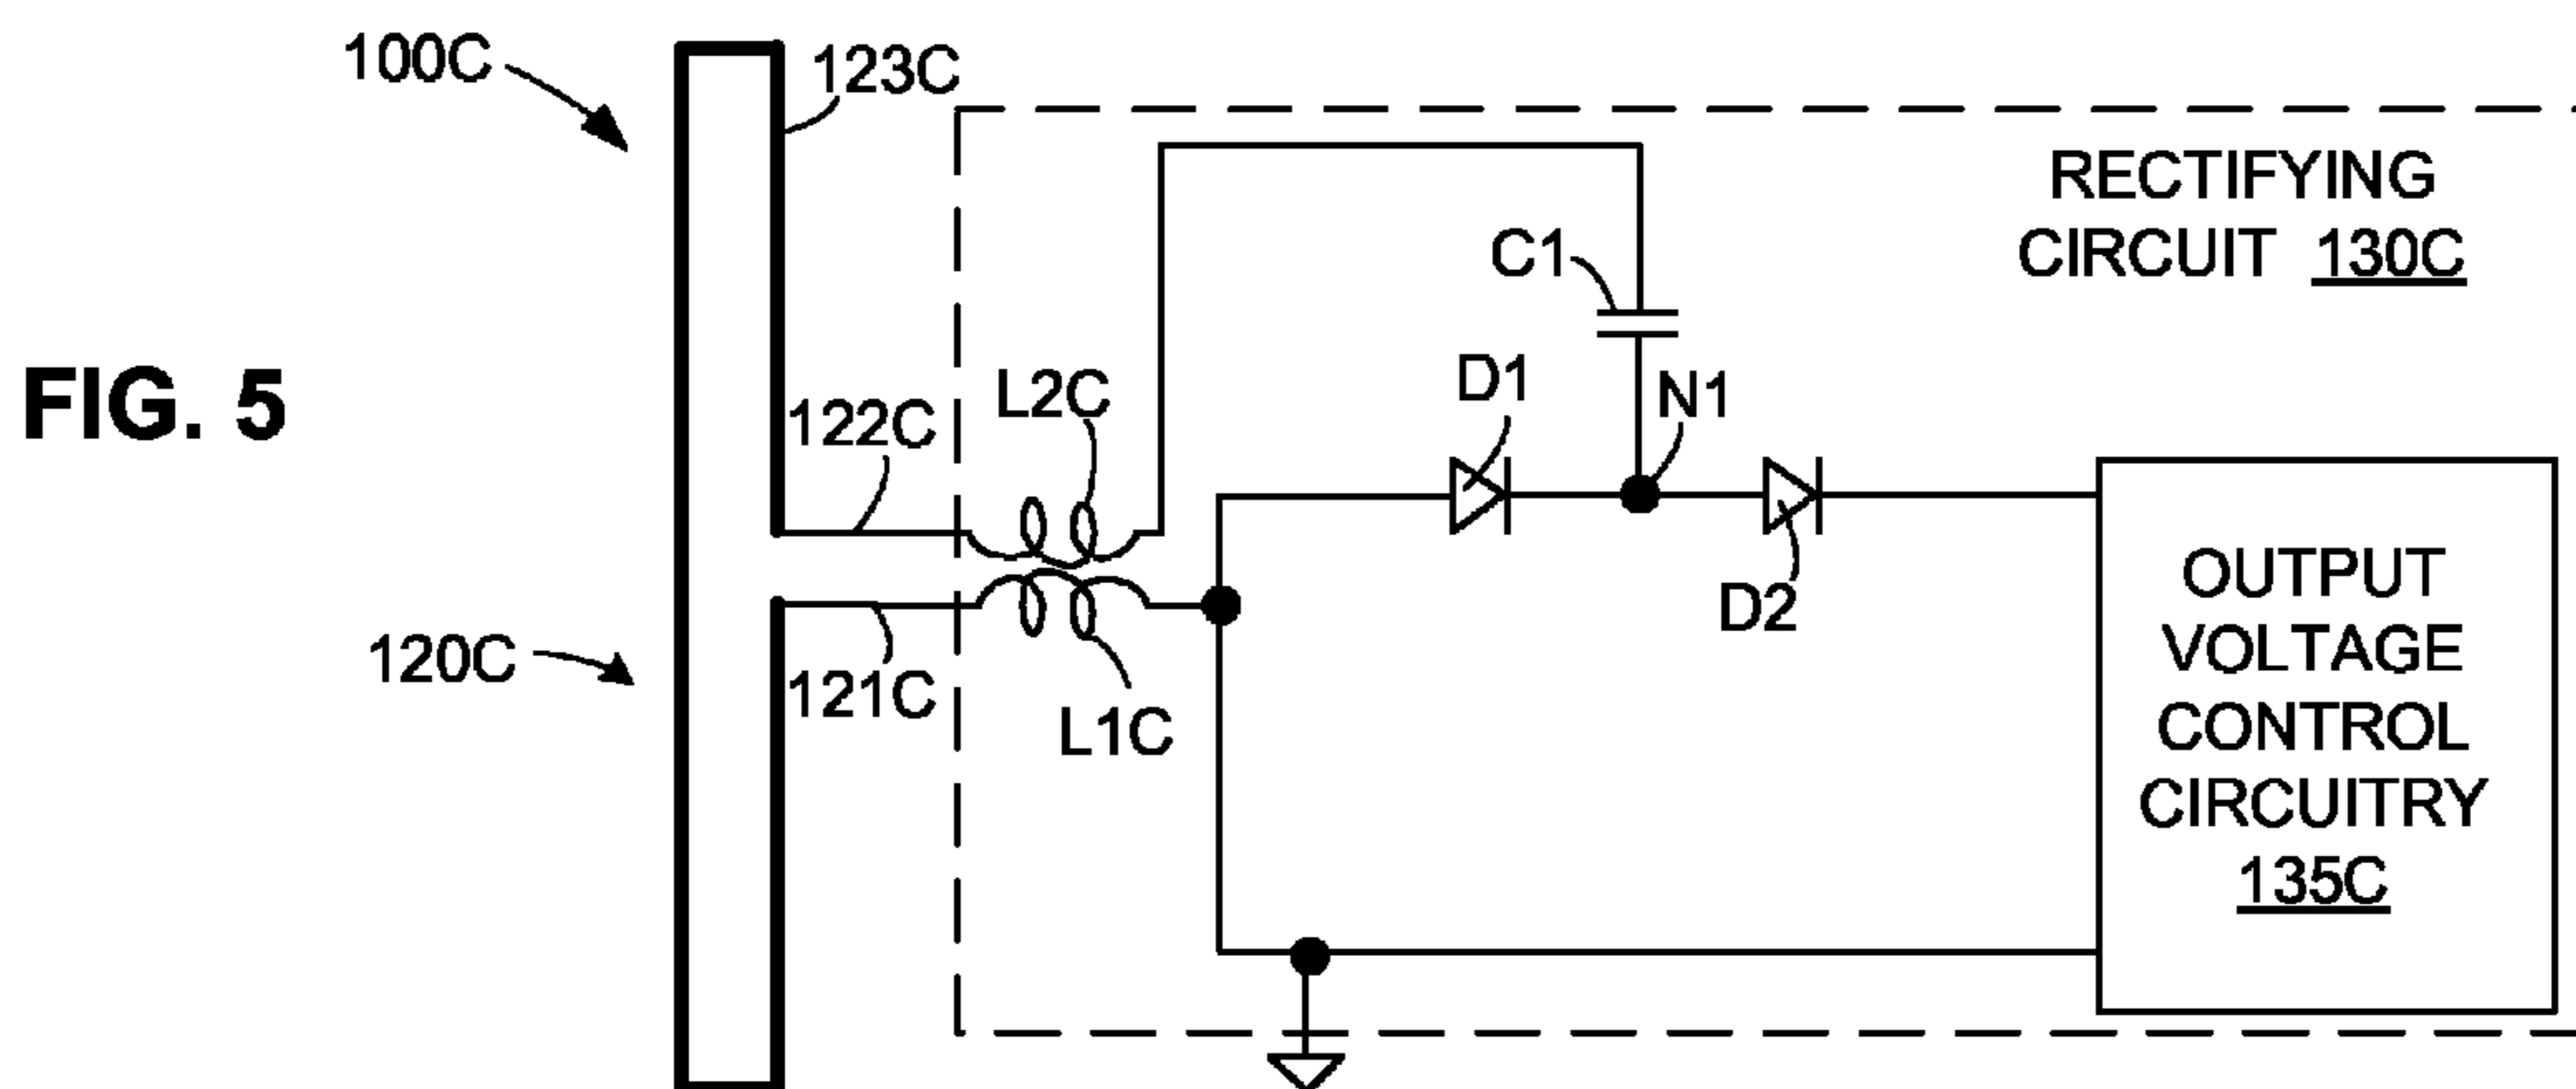 100C
123C
RECTIFYING
CIRCUIT 130C
C1
D1
N1
FIG. 5
L2C
122C
D2
OUTPUT
VOLTAGE
CONTROL
CIRCUITRY
135C
120C
121C
L1C